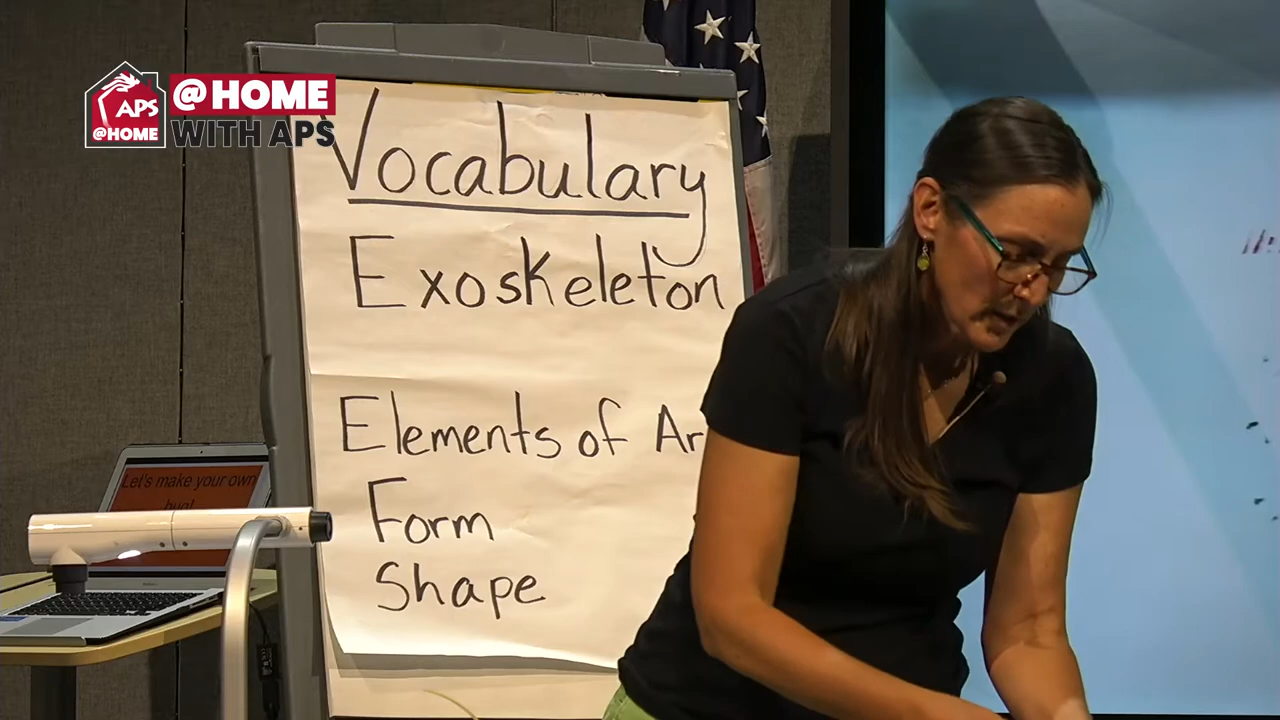 APS
@HOME
@HOME
WITH APS
Vocabulary
Exoskeleton
Elements of Ar
Form
Shape
Let's make your own
bug!